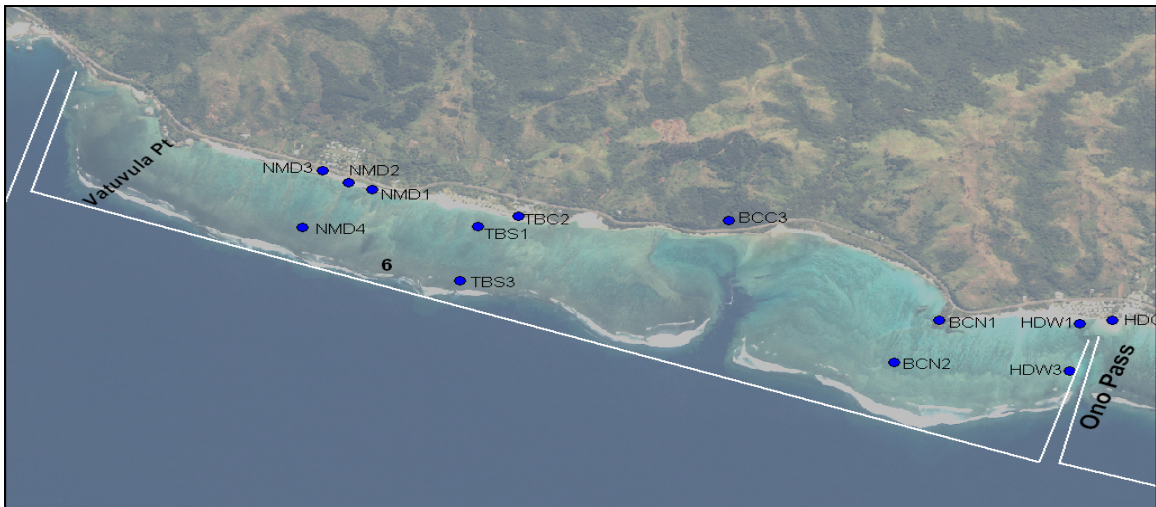 Vatuvula Pt
NMD3
NMD2
NMD1
NMD4
TBC2
TBS1
TBS3
6
BCC3
BCN1
BCN2
HDW1
HDW3
Ono Pass